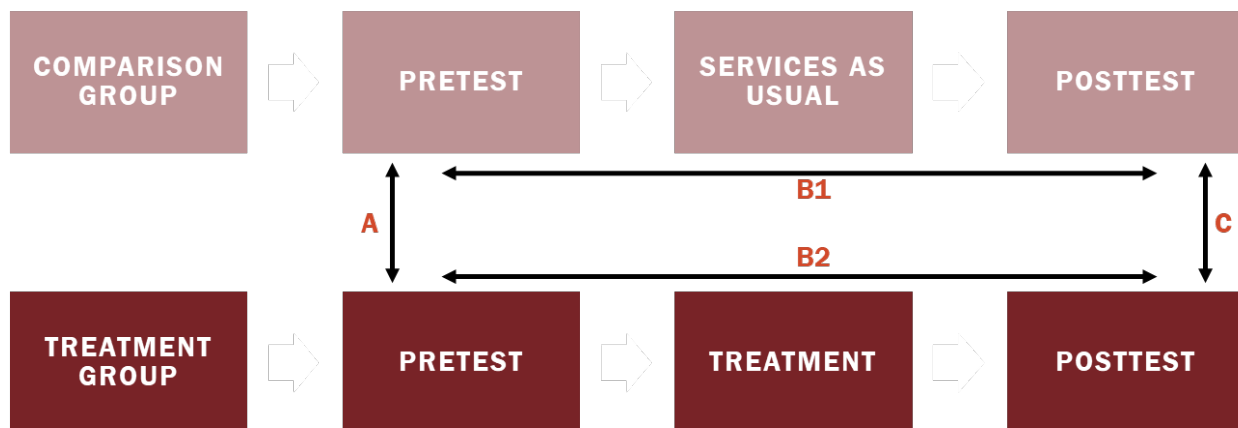 COMPARISON
GROUP
PRETEST
SERVICES AS
USUAL
POSTTEST
A
B1
B2
C
TREATMENT
GROUP
PRETEST
TREATMENT
POSTTEST